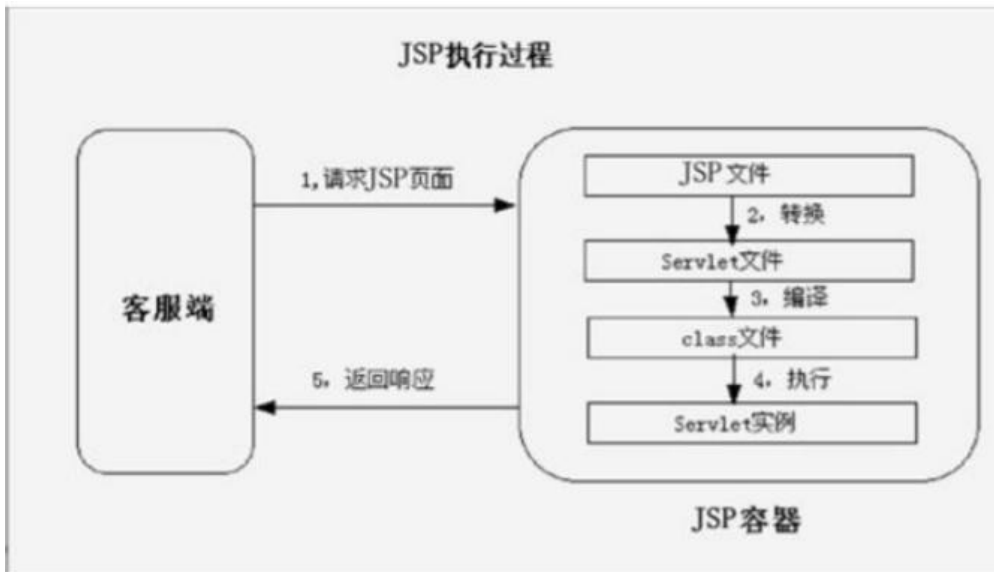 JSP执行过程
1,请求JSP页面
JSP文件
2，转换
Servlet文件
3，编译
class文件
4，执行
Servlet实例
客服端
5，返回响应
JSP容器